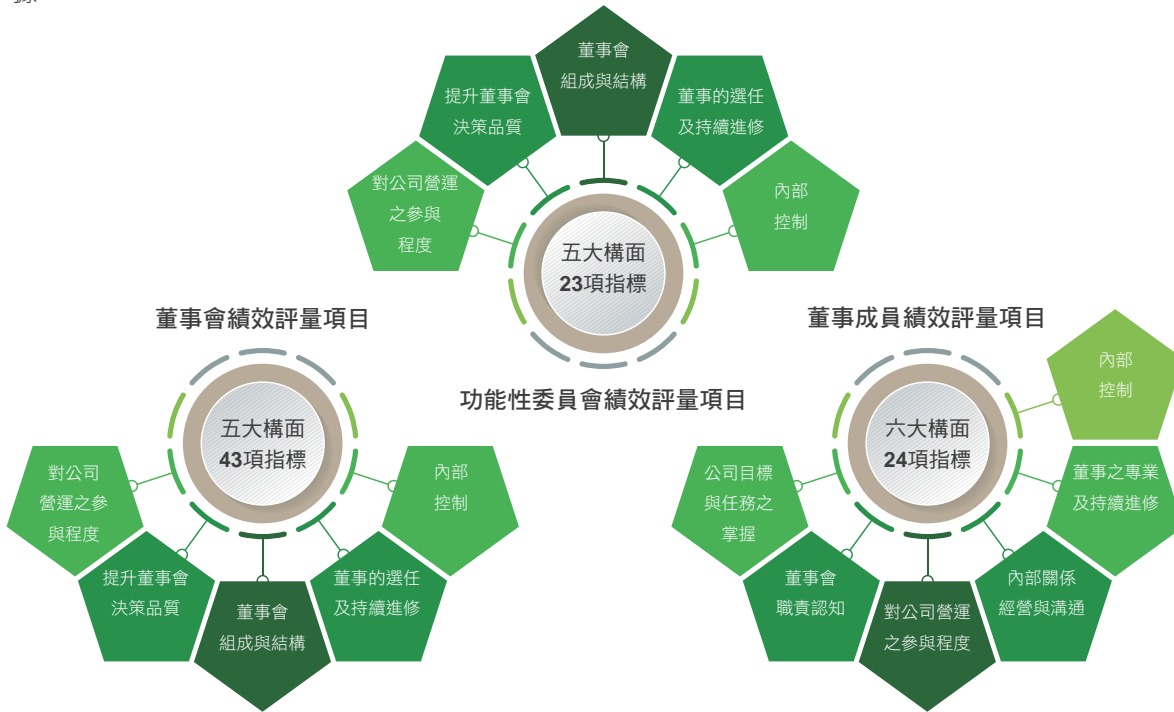 董事會
組成與結構
提升董事會
決策品質
董事的選任
及持續進修
對公司營運
之參與
程度
內部
控制
五大構面
23項指標
功能性委員會績效評量項目
董事會績效評量項目
五大構面
43項指標
對公司
營運之參
與程度
提升董事會
決策品質
董事會
組成與結構
董事的選任
及持續進修
內部
控制
董事成員績效評量項目
六大構面
24項指標
公司目標
與任務之
掌握
董事會
職責認知
對公司營運
之參與程度
內部關係
經營與溝通
董事之專業
及持續進修
內部
控制